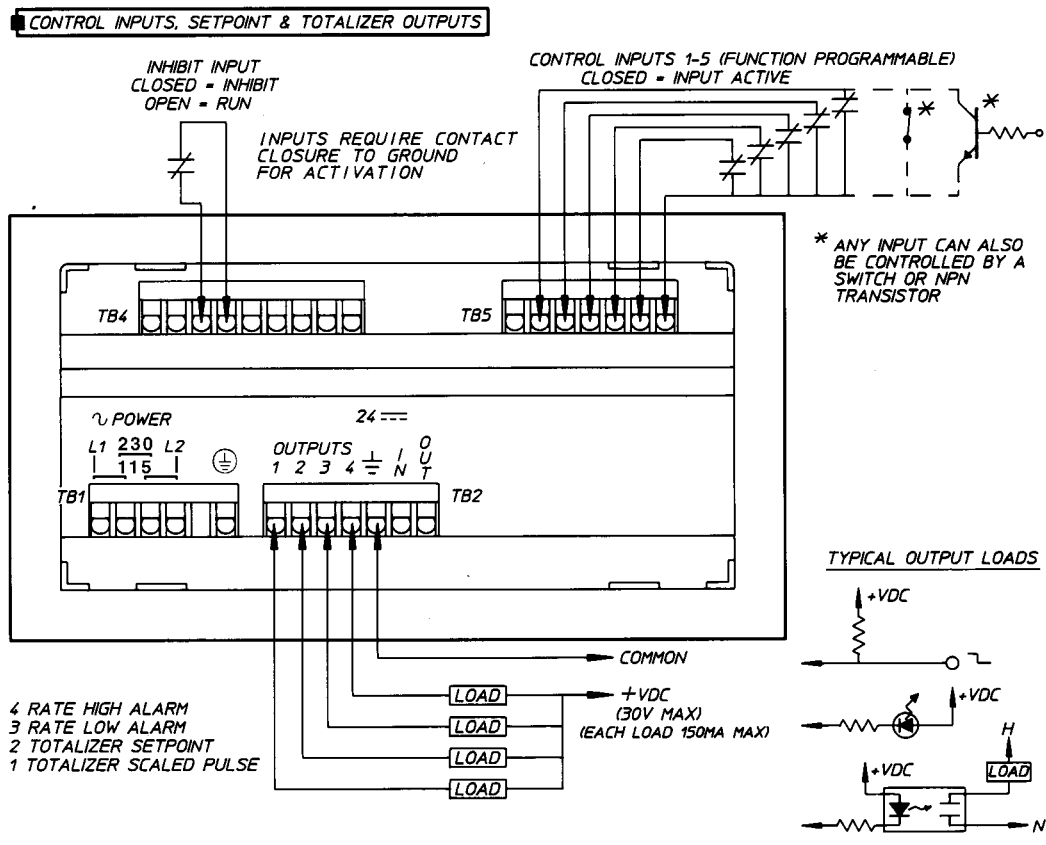 CONTROL INPUTS, SETPOINT & TOTALIZER OUTPUTS
INHIBIT INPUT
CLOSED = INHIBIT
OPEN = RUN
CONTROL INPUTS 1-5 (FUNCTION PROGRAMMABLE)
CLOSED = INPUT ACTIVE
INPUTS REQUIRE CONTACT
CLOSURE TO GROUND
FOR ACTIVATION
*
*
* ANY INPUT CAN ALSO
BE CONTROLLED BY A
SWITCH OR NPN
TRANSISTOR
TB4
TB5
∿ POWER
L1 230 L2
115
24
OUTPUTS
1 2 3 4 IN OUT
TB1
TB2
TYPICAL OUTPUT LOADS
+VDC
COMMON
LOAD
+VDC
(30V MAX)
(EACH LOAD 150MA MAX)
LOAD
LOAD
LOAD
4 RATE HIGH ALARM
3 RATE LOW ALARM
2 TOTALIZER SETPOINT
1 TOTALIZER SCALED PULSE
+VDC
H
+VDC
LOAD
N